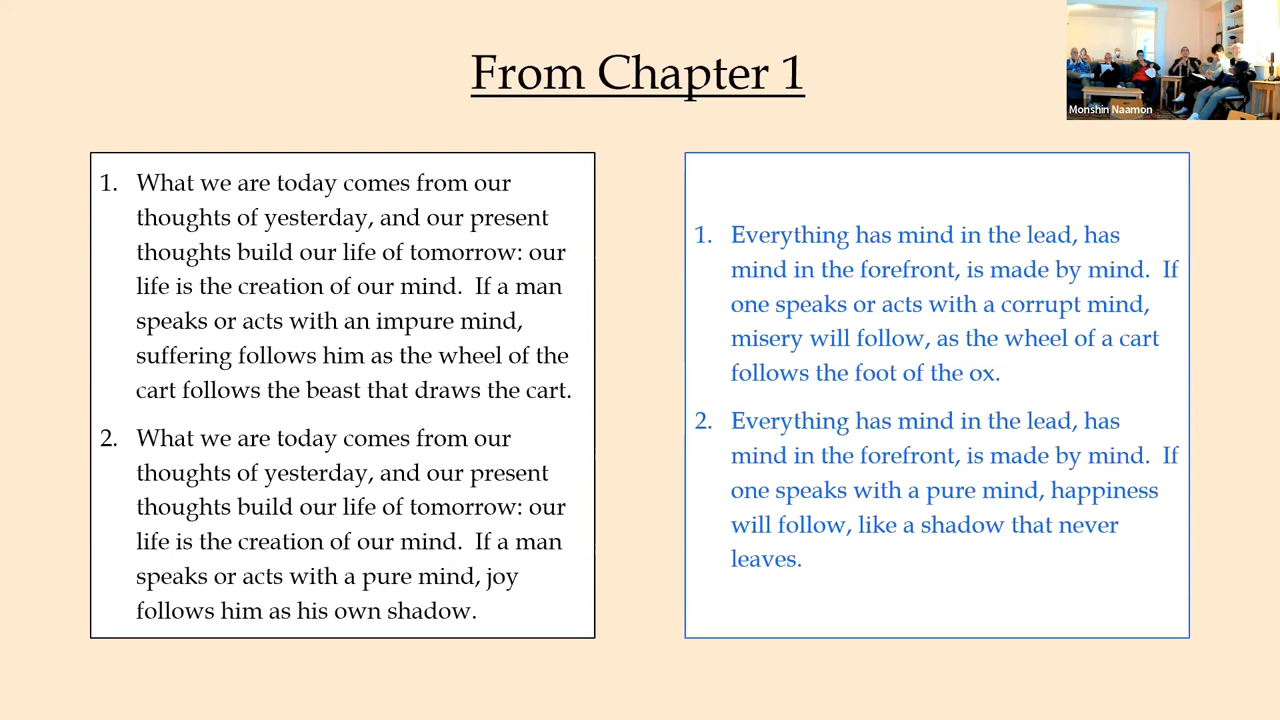 From Chapter 1
Monshin Naamon
1. What we are today comes from our
thoughts of yesterday, and our present
thoughts build our life of tomorrow: our
life is the creation of our mind.  If a man
speaks or acts with an impure mind,
suffering follows him as the wheel of the
cart follows the beast that draws the cart.
2. What we are today comes from our
thoughts of yesterday, and our present
thoughts build our life of tomorrow: our
life is the creation of our mind.  If a man
speaks or acts with a pure mind, joy
follows him as his own shadow.
1. Everything has mind in the lead, has
mind in the forefront, is made by mind.  If
one speaks or acts with a corrupt mind,
misery will follow, as the wheel of a cart
follows the foot of the ox.
2. Everything has mind in the lead, has
mind in the forefront, is made by mind.  If
one speaks with a pure mind, happiness
will follow, like a shadow that never
leaves.